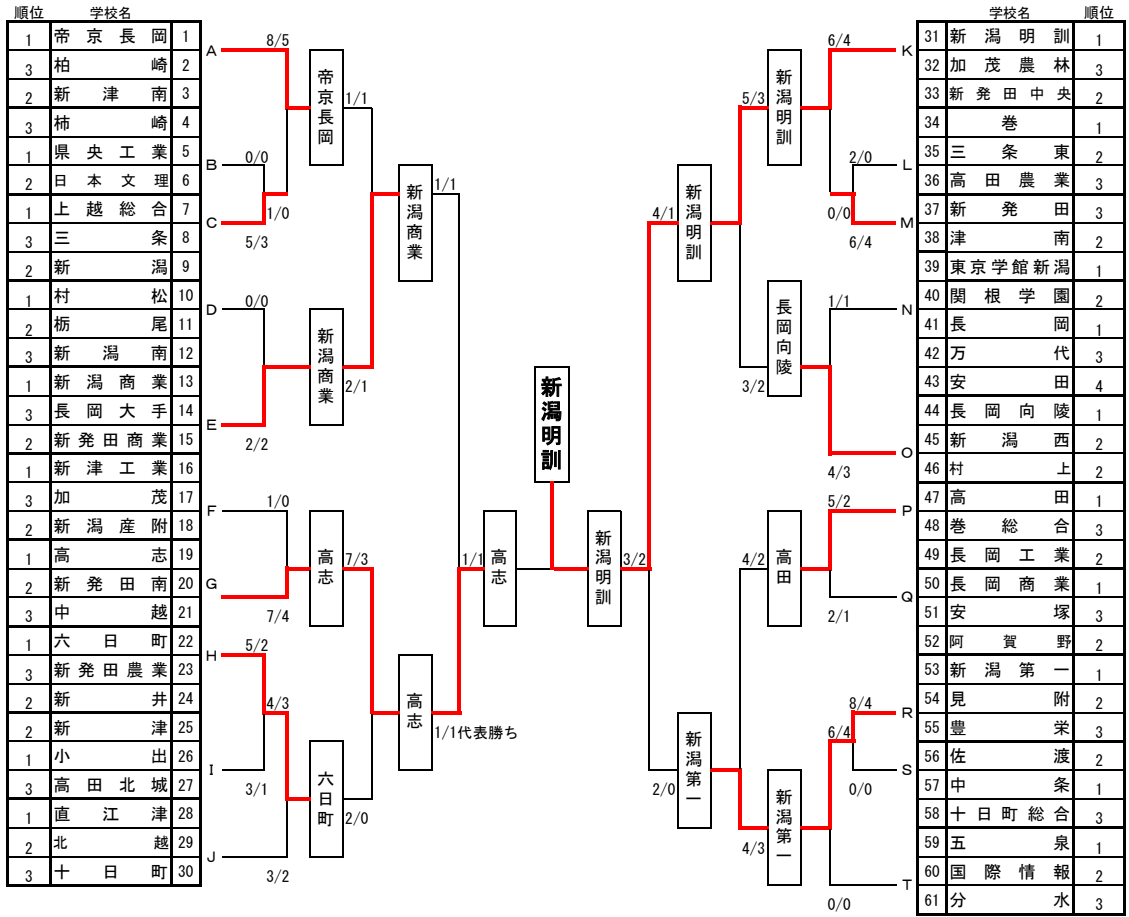 順位 学校名
1 帝京長岡 1
3 柏崎 2
2 新津南 3
3 柿崎 4
1 県央工業 5
2 日本文理 6
1 上越総合 7
3 三条 8
2 新潟 9
1 村松 10
2 栃尾 11
3 新潟南 12
1 新潟商業 13
3 長岡大手 14
2 新発田商業 15
1 新津工業 16
3 加茂 17
2 新潟産附 18
1 高志 19
2 新発田南 20
3 中越 21
1 六日町 22
3 新発田農業 23
2 新井 24
2 新津 25
1 小出 26
3 高田北城 27
1 直江津 28
2 北越 29
3 十日町 30
A
8/5
B
0/0
C
1/0
5/3
D
0/0
E
2/2
F
1/0
G
7/4
H
5/2
4/3
I
3/1
J
3/2
帝京長岡
1/1
新潟商業
2/1
高志
7/3
六日町
2/0
新潟商業
1/1
高志
1/1代表勝ち
高志
1/1
新潟明訓
新潟明訓
3/2
新潟明訓
4/1
新潟第一
2/0
新潟明訓
5/3
長岡向陵
3/2
高田
4/2
新潟第一
4/3
6/4
K
2/0
L
0/0
M
6/4
1/1
N
O
4/3
5/2
P
Q
2/1
8/4
R
6/4
S
0/0
T
0/0
学校名 順位
31 新潟明訓 1
32 加茂農林 3
33 新発田中央 2
34 巻 1
35 三条東 2
36 高田農業 3
37 新発田 3
38 津南 2
39 東京学館新潟 1
40 関根学園 2
41 長岡 1
42 万代 3
43 安田 4
44 長岡向陵 1
45 新潟西 2
46 村上 2
47 高田 1
48 巻総合 3
49 長岡工業 2
50 長岡商業 1
51 安塚 3
52 阿賀野 2
53 新潟第一 1
54 見附 2
55 豊栄 3
56 佐渡 2
57 中条 1
58 十日町総合 3
59 五泉 1
60 国際情報 2
61 分水 3